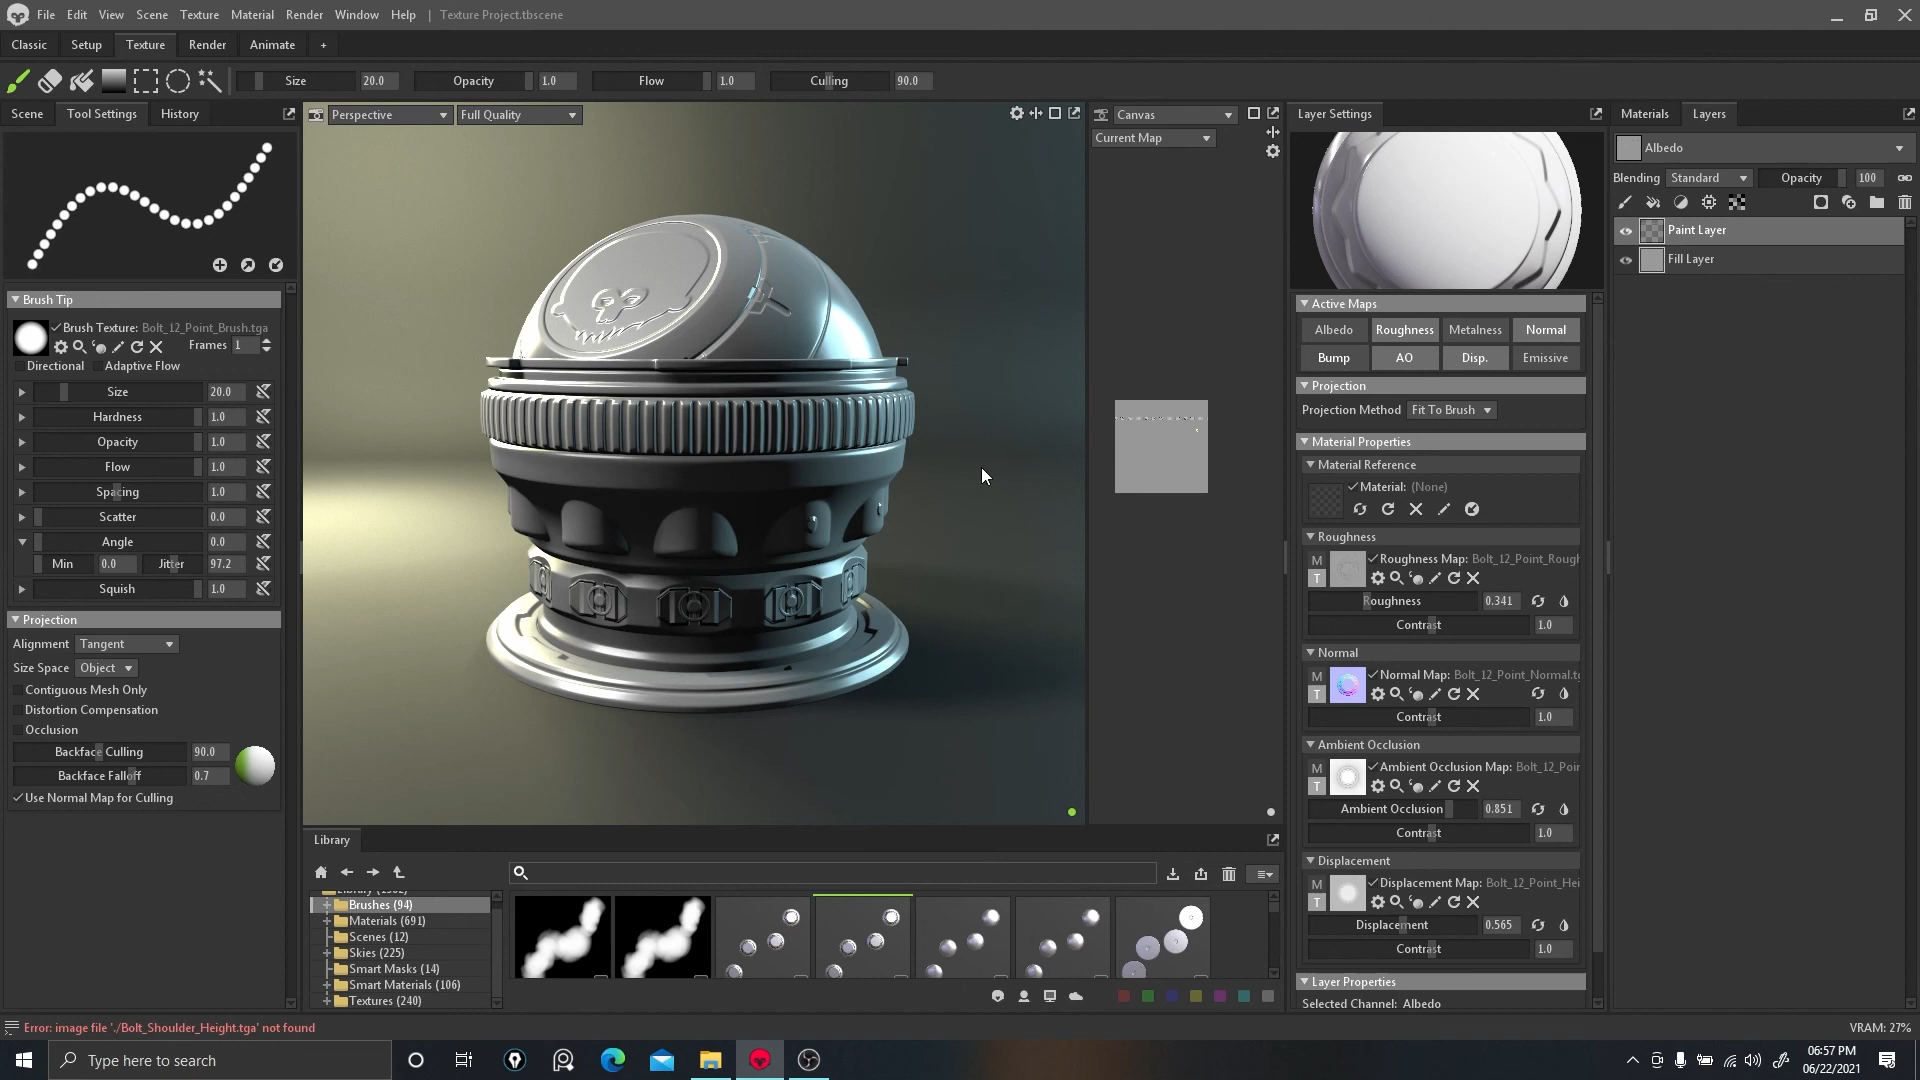 File Edit View Scene Texture Material Render Window Help | Texture Project.tbscene
Classic Setup Texture Render Animate +
Size 20.0 Opacity 1.0 Flow 1.0 Culling 90.0
Scene Tool Settings History
Perspective Full Quality
Canvas
Current Map
Layer Settings
Materials Layers
Albedo
Blending Standard Opacity 100
Paint Layer
Fill Layer
Brush Tip
Brush Texture: Bolt_12_Point_Brush.tga
Frames 1
Directional Adaptive Flow
Size 20.0
Hardness 1.0
Opacity 1.0
Flow 1.0
Spacing 1.0
Scatter 0.0
Angle 0.0
Min 0.0 Jitter 97.2
Squish 1.0
Projection
Alignment Tangent
Size Space Object
Contiguous Mesh Only
Distortion Compensation
Occlusion
Backface Culling 90.0
Backface Falloff 0.7
Use Normal Map for Culling
Active Maps
Albedo Roughness Metalness Normal
Bump AO Disp. Emissive
Projection
Projection Method Fit To Brush
Material Properties
Material Reference
Material: (None)
Roughness
M
T
Roughness Map: Bolt_12_Point_Rough
Roughness 0.341
Contrast 1.0
Normal
M
T
Normal Map: Bolt_12_Point_Normal.t
Contrast 1.0
Ambient Occlusion
M
T
Ambient Occlusion Map: Bolt_12_Poin
Ambient Occlusion 0.851
Contrast 1.0
Displacement
M
T
Displacement Map: Bolt_12_Point_Hei
Displacement 0.565
Contrast 1.0
Layer Properties
Selected Channel: Albedo
Library
Brushes (94)
Materials (691)
Scenes (12)
Skies (225)
Smart Masks (14)
Smart Materials (106)
Textures (240)
Error: image file './Bolt_Shoulder_Height.tga' not found
VRAM: 27%
Type here to search
06:57 PM
06/22/2021